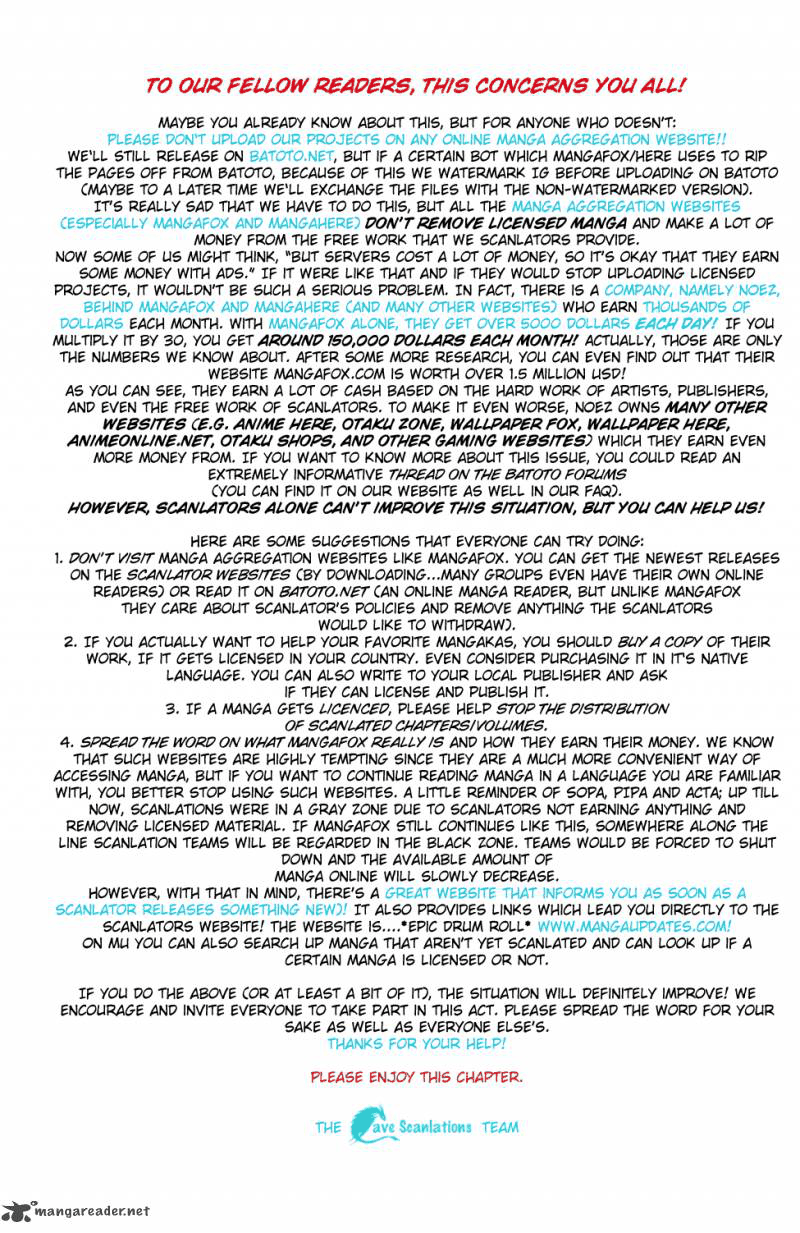 TO OUR FELLOW READERS, THIS CONCERNS YOU ALL!
MAYBE YOU ALREADY KNOW ABOUT THIS, BUT FOR ANYONE WHO DOESN'T:
PLEASE DON'T UPLOAD OUR PROJECTS ON ANY ONLINE MANGA AGGREGATION WEBSITE!!
WE'LL STILL RELEASE ON BATOTO.NET, BUT IF A CERTAIN BOT WHICH MANGAFOX/HERE USES TO RIP
THE PAGES OFF FROM BATOTO, BECAUSE OF THIS WE WATERMARK IG BEFORE UPLOADING ON BATOTO
(MAYBE TO A LATER TIME WE'LL EXCHANGE THE FILES WITH THE NON-WATERMARKED VERSION).
IT'S REALLY SAD THAT WE HAVE TO DO THIS, BUT ALL THE MANGA AGGREGATION WEBSITES
(ESPECIALLY MANGAFOX AND MANGAHERE) DON'T REMOVE LICENSED MANGA AND MAKE A LOT OF
MONEY FROM THE FREE WORK THAT WE SCANLATORS PROVIDE.
NOW SOME OF US MIGHT THINK, "BUT SERVERS COST A LOT OF MONEY, SO IT'S OKAY THAT THEY EARN
SOME MONEY WITH ADS." IF IT WERE LIKE THAT AND IF THEY WOULD STOP UPLOADING LICENSED
PROJECTS, IT WOULDN'T BE SUCH A SERIOUS PROBLEM. IN FACT, THERE IS A COMPANY, NAMELY NOEZ,
BEHIND MANGAFOX AND MANGAHERE (AND MANY OTHER WEBSITES) WHO EARN THOUSANDS OF
DOLLARS EACH MONTH. WITH MANGAFOX ALONE, THEY GET OVER 5000 DOLLARS EACH DAY! IF YOU
MULTIPLY IT BY 30, YOU GET AROUND 150,000 DOLLARS EACH MONTH! ACTUALLY, THOSE ARE ONLY
THE NUMBERS WE KNOW ABOUT. AFTER SOME MORE RESEARCH, YOU CAN EVEN FIND OUT THAT THEIR
WEBSITE MANGAFOX.COM IS WORTH OVER 1.5 MILLION USD!
AS YOU CAN SEE, THEY EARN A LOT OF CASH BASED ON THE HARD WORK OF ARTISTS, PUBLISHERS,
AND EVEN THE FREE WORK OF SCANLATORS. TO MAKE IT EVEN WORSE, NOEZ OWNS MANY OTHER
WEBSITES (E.G. ANIME HERE, OTAKU ZONE, WALLPAPER FOX, WALLPAPER HERE,
ANIMEONLINE.NET, OTAKU SHOPS, AND OTHER GAMING WEBSITES) WHICH THEY EARN EVEN
MORE MONEY FROM. IF YOU WANT TO KNOW MORE ABOUT THIS ISSUE, YOU COULD READ AN
EXTREMELY INFORMATIVE THREAD ON THE BATOTO FORUMS
(YOU CAN FIND IT ON OUR WEBSITE AS WELL IN OUR FAQ).
HOWEVER, SCANLATORS ALONE CAN'T IMPROVE THIS SITUATION, BUT YOU CAN HELP US!
HERE ARE SOME SUGGESTIONS THAT EVERYONE CAN TRY DOING:
1. DON'T VISIT MANGA AGGREGATION WEBSITES LIKE MANGAFOX. YOU CAN GET THE NEWEST RELEASES
ON THE SCANLATOR WEBSITES (BY DOWNLOADING...MANY GROUPS EVEN HAVE THEIR OWN ONLINE
READERS) OR READ IT ON BATOTO.NET (AN ONLINE MANGA READER, BUT UNLIKE MANGAFOX
THEY CARE ABOUT SCANLATOR'S POLICIES AND REMOVE ANYTHING THE SCANLATORS
WOULD LIKE TO WITHDRAW).
2. IF YOU ACTUALLY WANT TO HELP YOUR FAVORITE MANGAKAS, YOU SHOULD BUY A COPY OF THEIR
WORK, IF IT GETS LICENSED IN YOUR COUNTRY. EVEN CONSIDER PURCHASING IT IN IT'S NATIVE
LANGUAGE. YOU CAN ALSO WRITE TO YOUR LOCAL PUBLISHER AND ASK
IF THEY CAN LICENSE AND PUBLISH IT.
3. IF A MANGA GETS LICENCED, PLEASE HELP STOP THE DISTRIBUTION
OF SCANLATED CHAPTERS/VOLUMES.
4. SPREAD THE WORD ON WHAT MANGAFOX REALLY IS AND HOW THEY EARN THEIR MONEY. WE KNOW
THAT SUCH WEBSITES ARE HIGHLY TEMPTING SINCE THEY ARE A MUCH MORE CONVENIENT WAY OF
ACCESSING MANGA, BUT IF YOU WANT TO CONTINUE READING MANGA IN A LANGUAGE YOU ARE FAMILIAR
WITH, YOU BETTER STOP USING SUCH WEBSITES. A LITTLE REMINDER OF SOPA, PIPA AND ACTA; UP TILL
NOW, SCANLATIONS WERE IN A GRAY ZONE DUE TO SCANLATORS NOT EARNING ANYTHING AND
REMOVING LICENSED MATERIAL. IF MANGAFOX STILL CONTINUES LIKE THIS, SOMEWHERE ALONG THE
LINE SCANLATION TEAMS WILL BE REGARDED IN THE BLACK ZONE. TEAMS WOULD BE FORCED TO SHUT
DOWN AND THE AVAILABLE AMOUNT OF
MANGA ONLINE WILL SLOWLY DECREASE.
HOWEVER, WITH THAT IN MIND, THERE'S A GREAT WEBSITE THAT INFORMS YOU AS SOON AS A
SCANLATOR RELEASES SOMETHING NEW)! IT ALSO PROVIDES LINKS WHICH LEAD YOU DIRECTLY TO THE
SCANLATORS WEBSITE! THE WEBSITE IS....*EPIC DRUM ROLL* WWW.MANGAUPDATES.COM!
ON MU YOU CAN ALSO SEARCH UP MANGA THAT AREN'T YET SCANLATED AND CAN LOOK UP IF A
CERTAIN MANGA IS LICENSED OR NOT.
IF YOU DO THE ABOVE (OR AT LEAST A BIT OF IT), THE SITUATION WILL DEFINITELY IMPROVE! WE
ENCOURAGE AND INVITE EVERYONE TO TAKE PART IN THIS ACT. PLEASE SPREAD THE WORD FOR YOUR
SAKE AS WELL AS EVERYONE ELSE'S.
THANKS FOR YOUR HELP!
PLEASE ENJOY THIS CHAPTER.
THE Cave Scanlations TEAM
mangareader.net